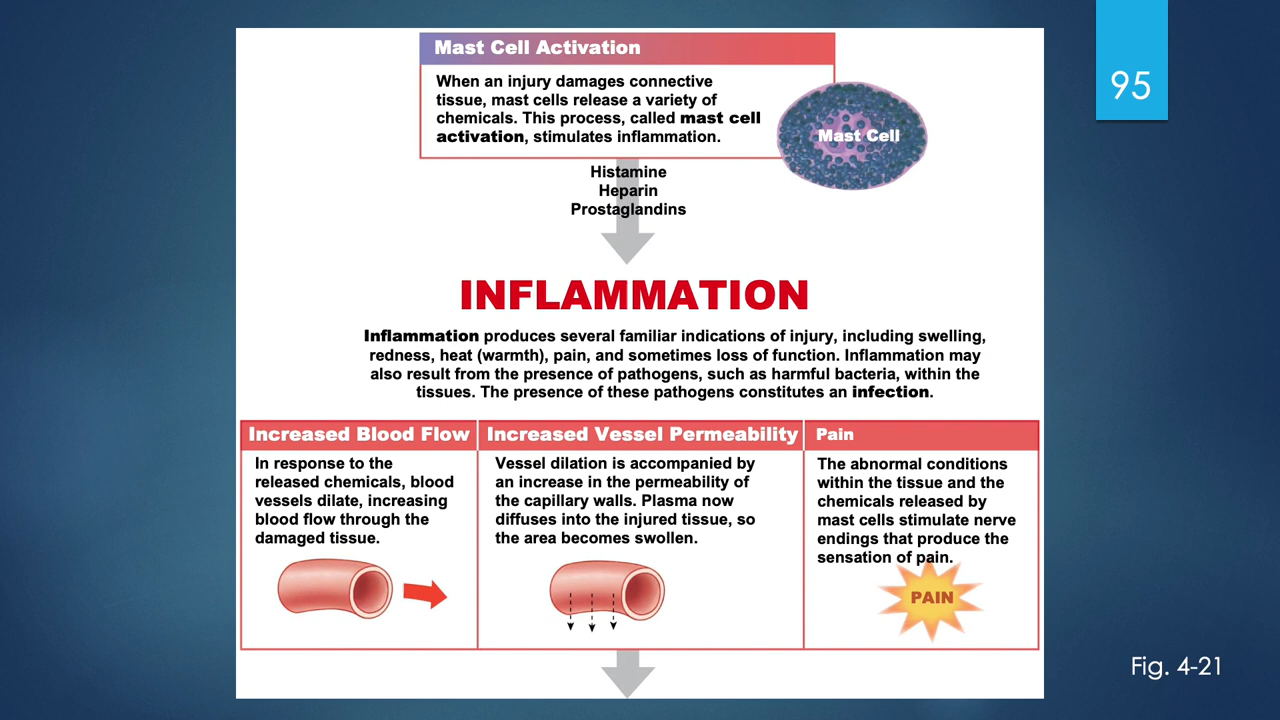 Mast Cell Activation
When an injury damages connective
tissue, mast cells release a variety of
chemicals. This process, called mast cell
activation, stimulates inflammation.
Mast Cell
95
Histamine
Heparin
Prostaglandins
INFLAMMATION
Inflammation produces several familiar indications of injury, including swelling,
redness, heat (warmth), pain, and sometimes loss of function. Inflammation may
also result from the presence of pathogens, such as harmful bacteria, within the
tissues. The presence of these pathogens constitutes an infection.
Increased Blood Flow
In response to the
released chemicals, blood
vessels dilate, increasing
blood flow through the
damaged tissue.
Increased Vessel Permeability
Vessel dilation is accompanied by
an increase in the permeability of
the capillary walls. Plasma now
diffuses into the injured tissue, so
the area becomes swollen.
Pain
The abnormal conditions
within the tissue and the
chemicals released by
mast cells stimulate nerve
endings that produce the
sensation of pain.
PAIN
Fig. 4-21